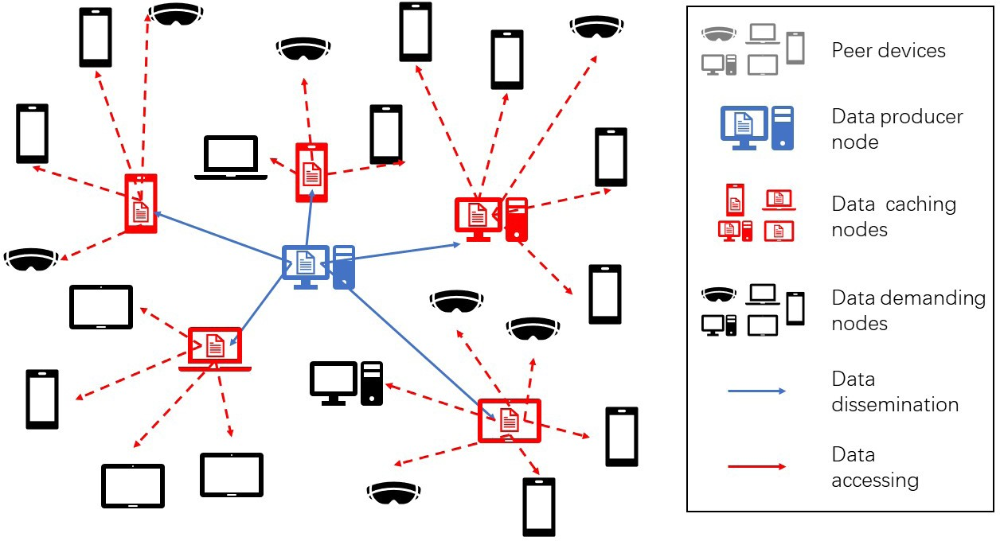 Peer devices
Data producer
node
Data caching
nodes
Data demanding
nodes
Data
dissemination
Data
accessing